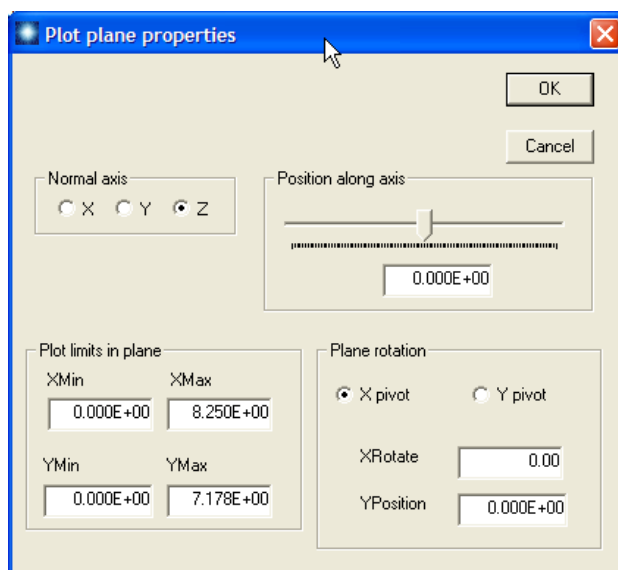 Plot plane properties
OK
Cancel
Normal axis
X Y Z
Position along axis
0.000E+00
Plot limits in plane
XMin XMax
0.000E+00 8.250E+00
YMin YMax
0.000E+00 7.178E+00
Plane rotation
X pivot Y pivot
XRotate 0.00
YPosition 0.000E+00